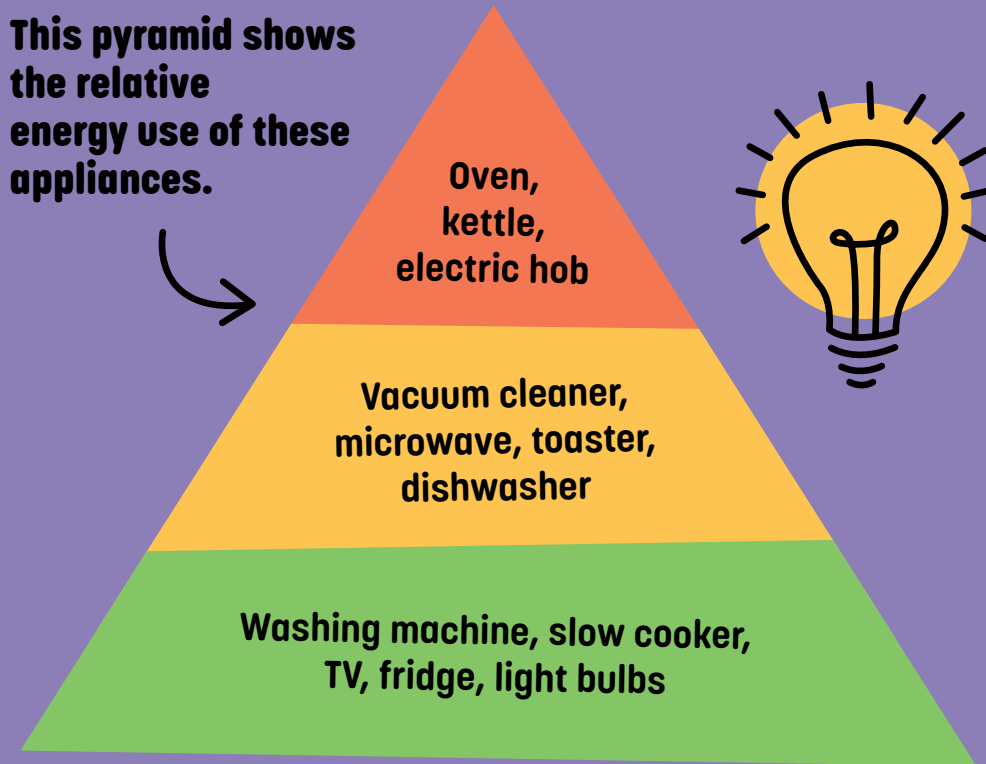 This pyramid shows
the relative
energy use of these
appliances.
Oven,
kettle,
electric hob
Vacuum cleaner,
microwave, toaster,
dishwasher
Washing machine, slow cooker,
TV, fridge, light bulbs